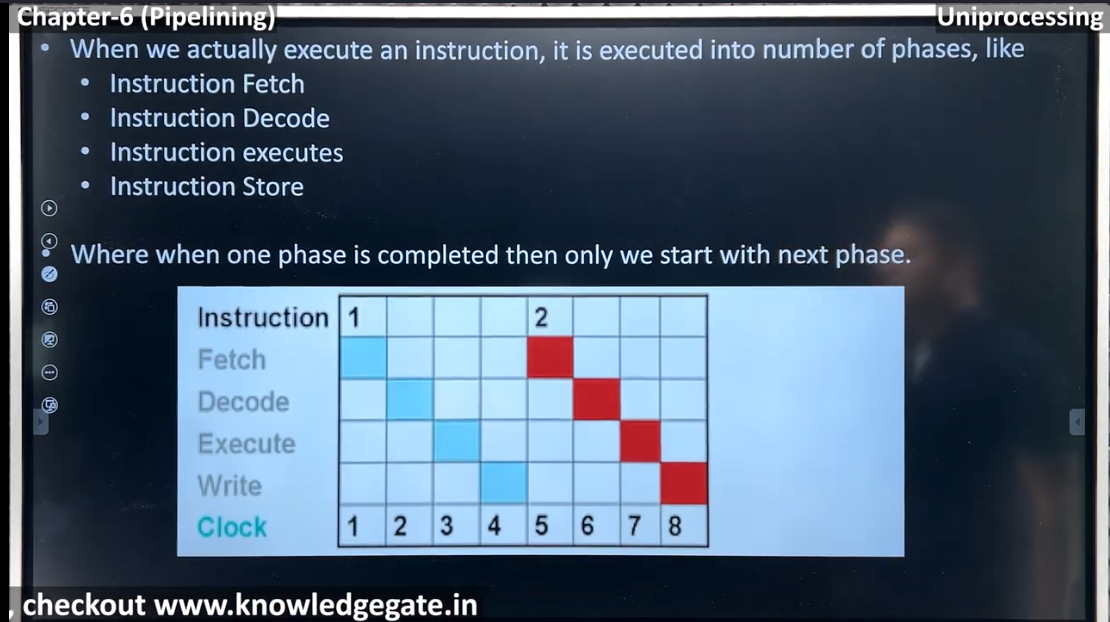 Chapter-6 (Pipelining)
Uniprocessing
• When we actually execute an instruction, it is executed into number of phases, like
• Instruction Fetch
• Instruction Decode
• Instruction executes
• Instruction Store
• Where when one phase is completed then only we start with next phase.
Instruction 1 2
Fetch
Decode
Execute
Write
Clock 1 2 3 4 5 6 7 8
, checkout www.knowledgegate.in